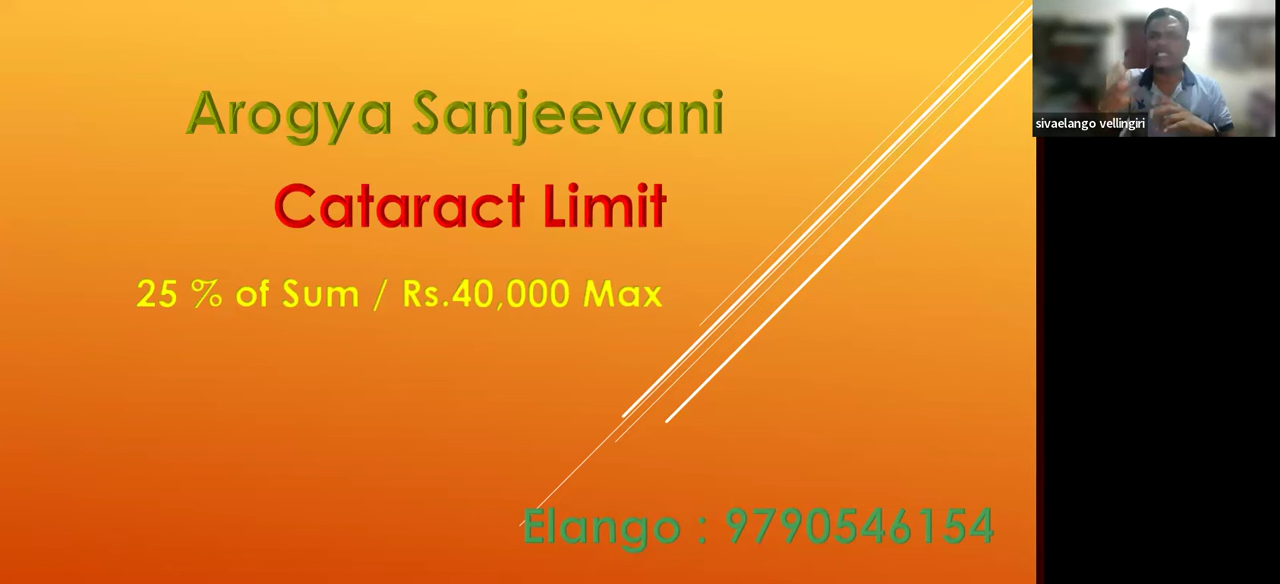 Arogya Sanjeevani
Cataract Limit
25 % of Sum / Rs.40,000 Max
Elango : 9790546154
sivaelango vellingiri